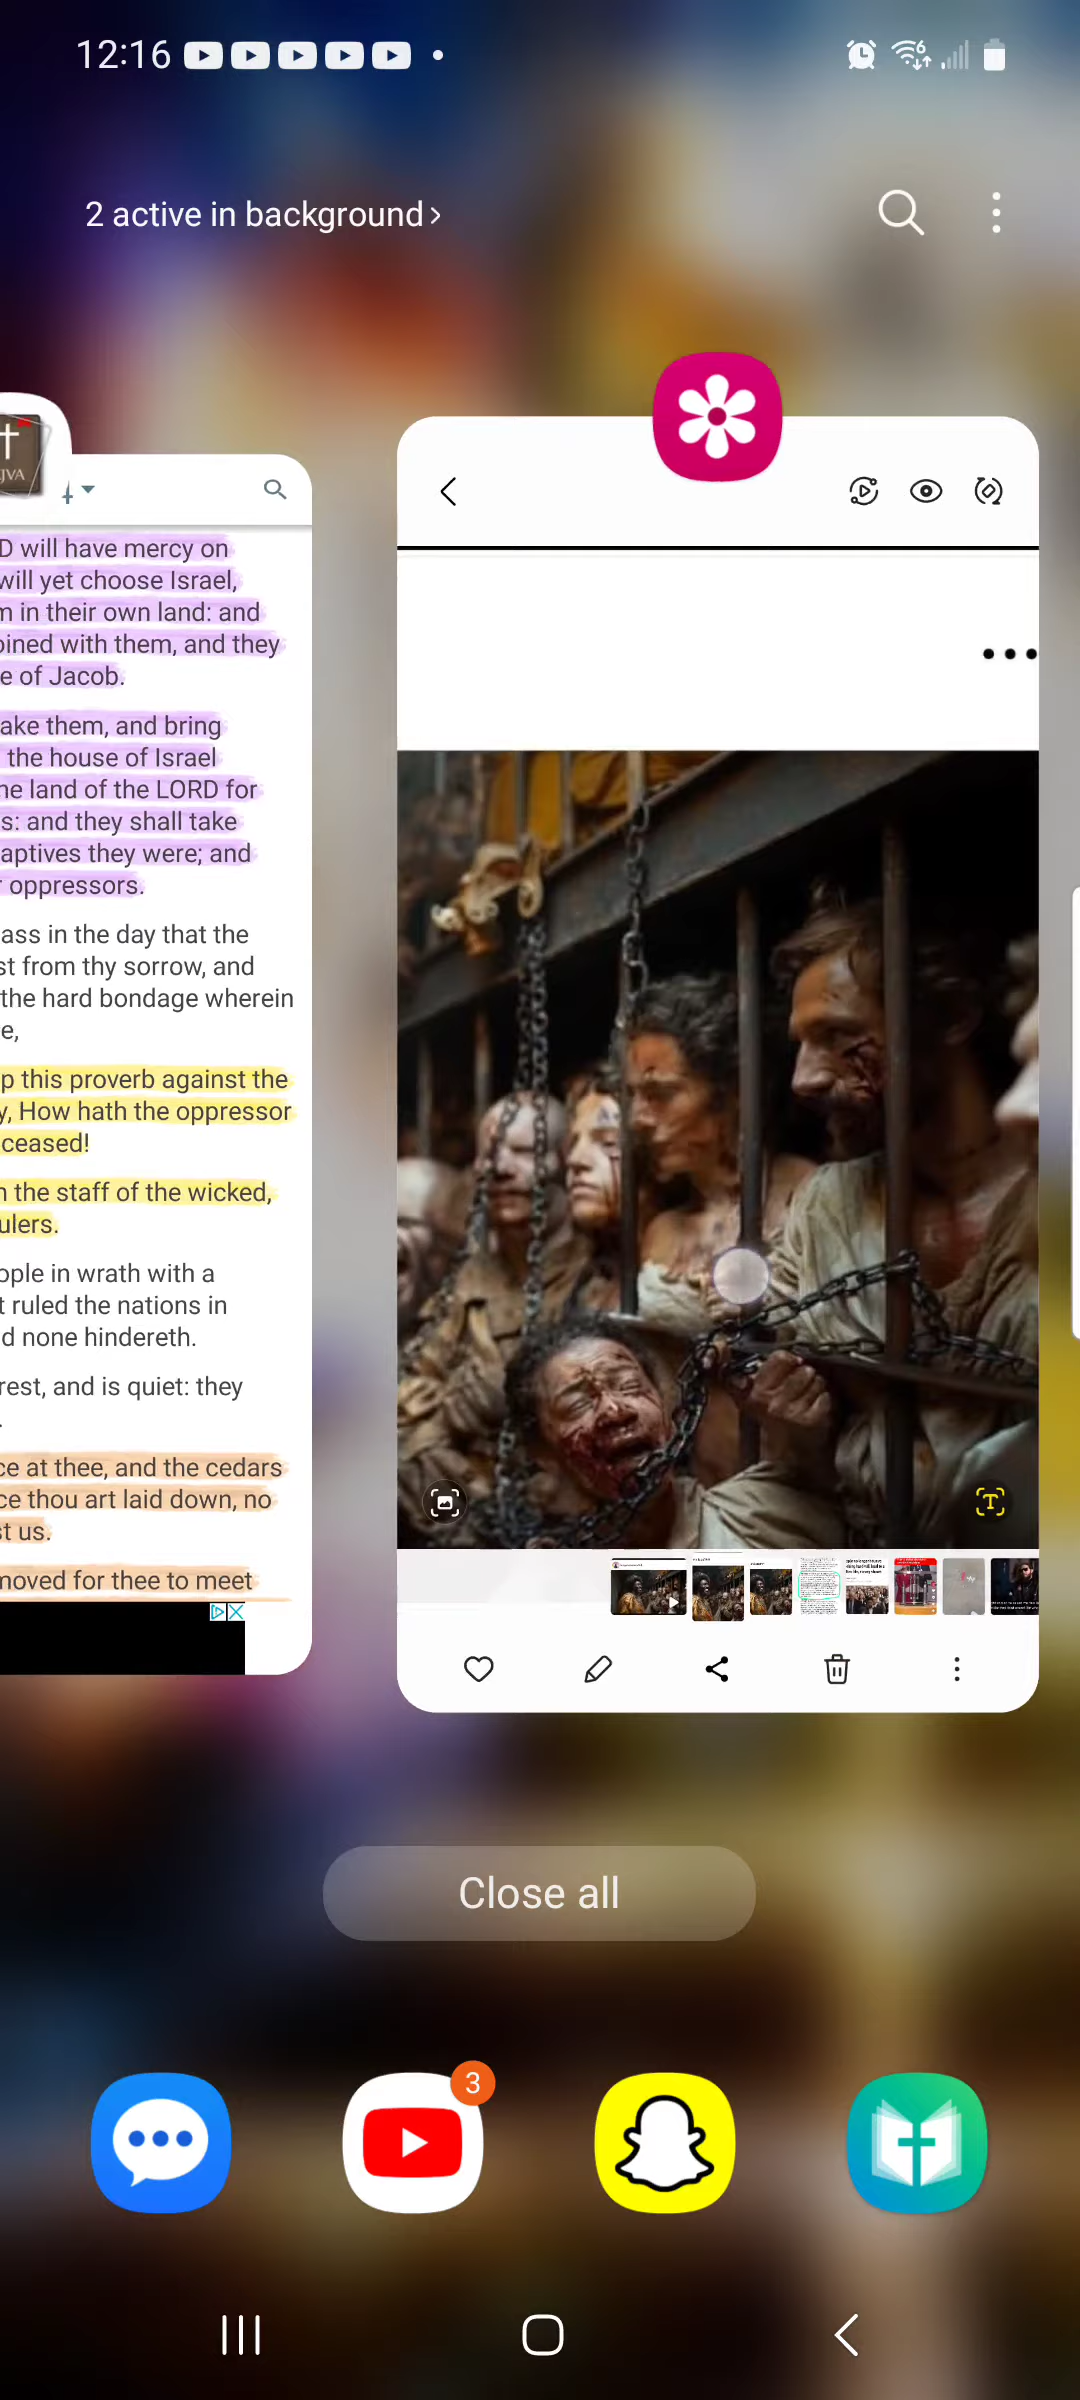 12:16
2 active in background >
JVA
4
D will have mercy on
will yet choose Israel,
m in their own land: and
oined with them, and they
e of Jacob.
ake them, and bring
the house of Israel
ne land of the LORD for
s: and they shall take
aptives they were; and
r oppressors.
ass in the day that the
st from thy sorrow, and
the hard bondage wherein
e,
p this proverb against the
y, How hath the oppressor
ceased!
n the staff of the wicked,
ulers.
ople in wrath with a
t ruled the nations in
d none hindereth.
rest, and is quiet: they
.
ce at thee, and the cedars
ce thou art laid down, no
st us.
moved for thee to meet
T
Close all
3